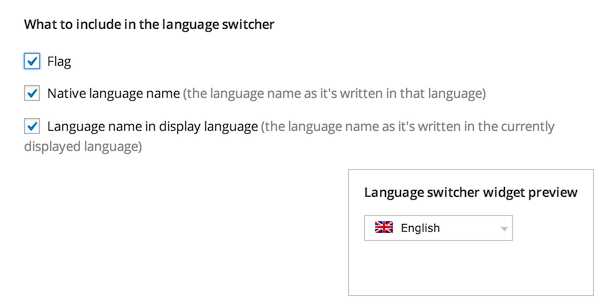 What to include in the language switcher
Flag
Native language name (the language name as it's written in that language)
Language name in display language (the language name as it's written in the currently
displayed language)
Language switcher widget preview
English